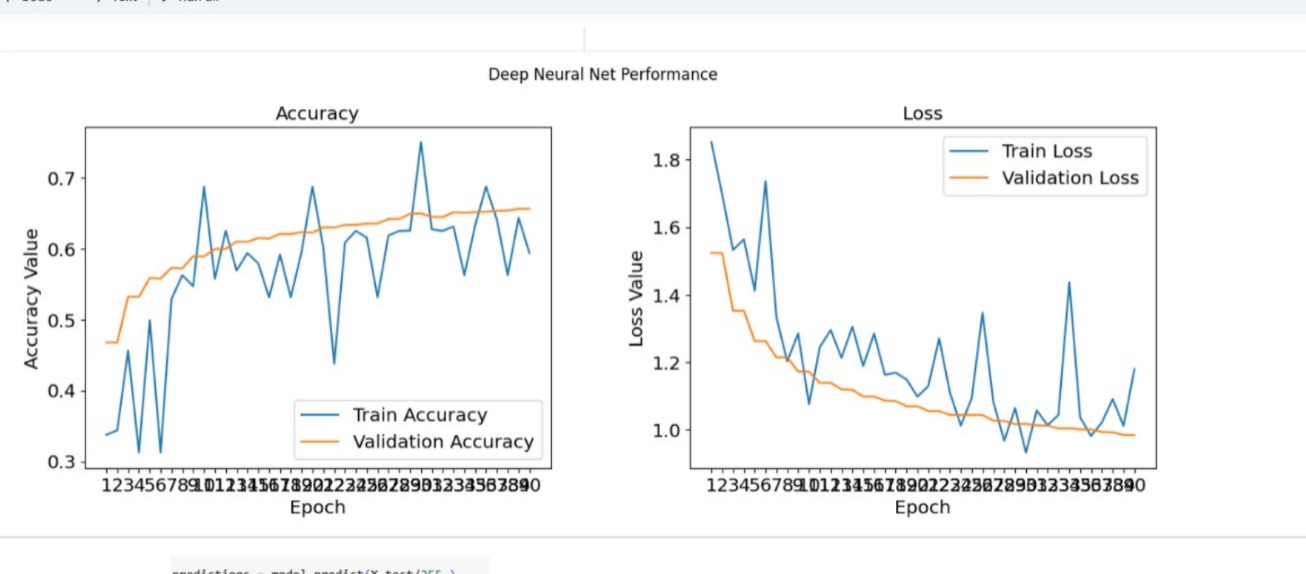 Deep Neural Net Performance
Accuracy
Loss
Train Loss
Validation Loss
Train Accuracy
Validation Accuracy
Accuracy Value
0.7
0.6
0.5
0.4
0.3
Loss Value
1.8
1.6
1.4
1.2
1.0
Epoch
Epoch